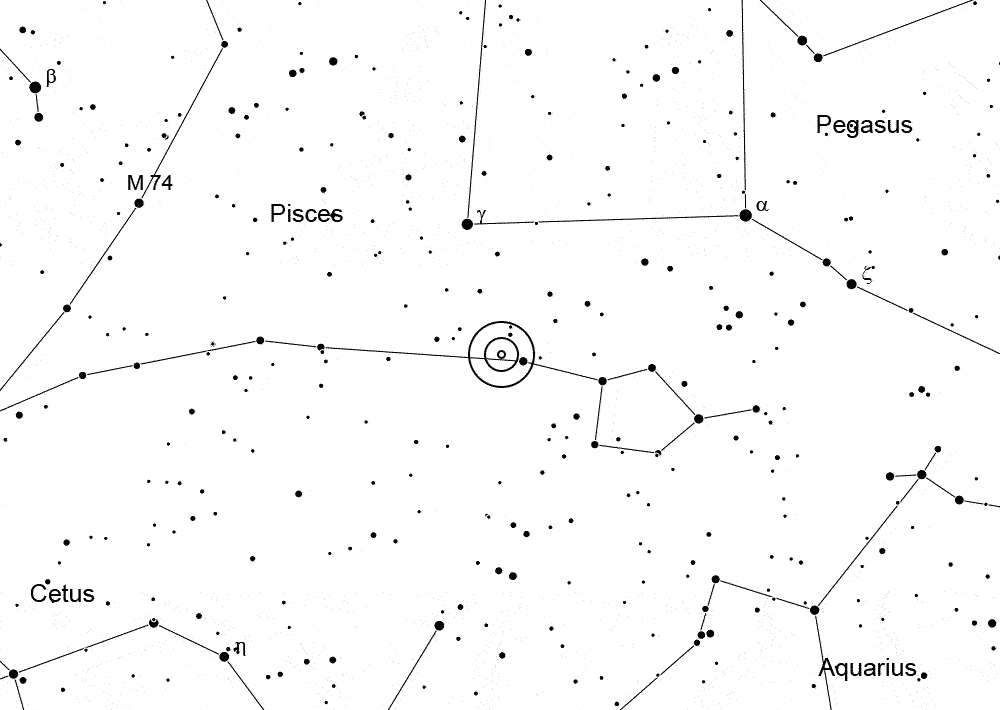 β
Pegasus
M 74
Pisces
γ
α
ζ
Cetus
η
Aquarius